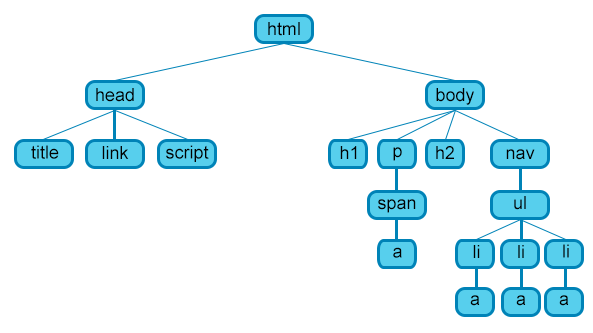 html
head body
title link script h1 p h2 nav
span ul
a li li li
a a a